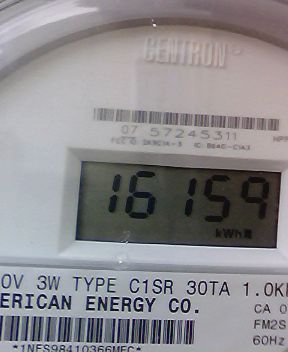 CENTRON
07 57245311
16159
kWh
0V 3W TYPE C1SR 30TA 1.0K
ERICAN ENERGY CO.
CA 0
FM2S
60Hz